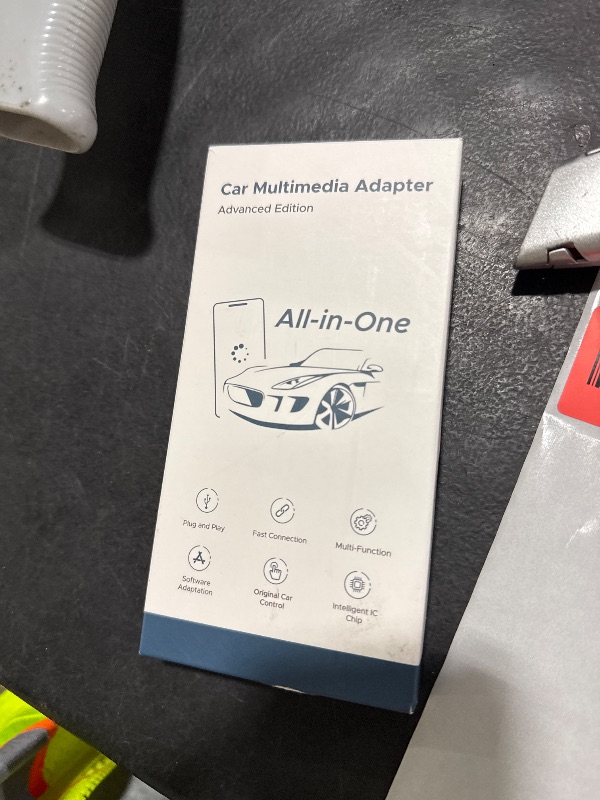 Car Multimedia Adapter
Advanced Edition
All-in-One
Plug and Play
Fast Connection
Multi-Function
Software
Adaptation
Original Car
Control
Intelligent IC
Chip